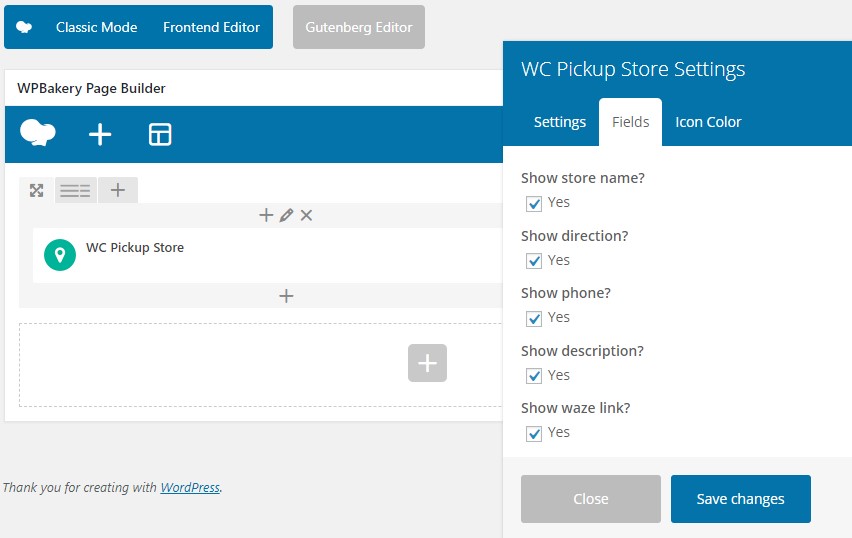 Classic Mode Frontend Editor Gutenberg Editor
WPBakery Page Builder
WC Pickup Store
Thank you for creating with WordPress.
WC Pickup Store Settings
Settings Fields Icon Color
Show store name?
Yes
Show direction?
Yes
Show phone?
Yes
Show description?
Yes
Show waze link?
Yes
Close Save changes